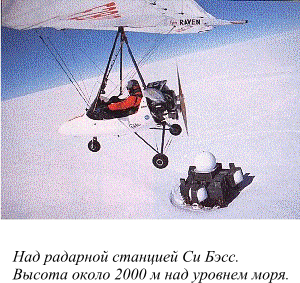 RAVEN
Над радарной станцией Си Бэсс.
Высота около 2000 м над уровнем моря.